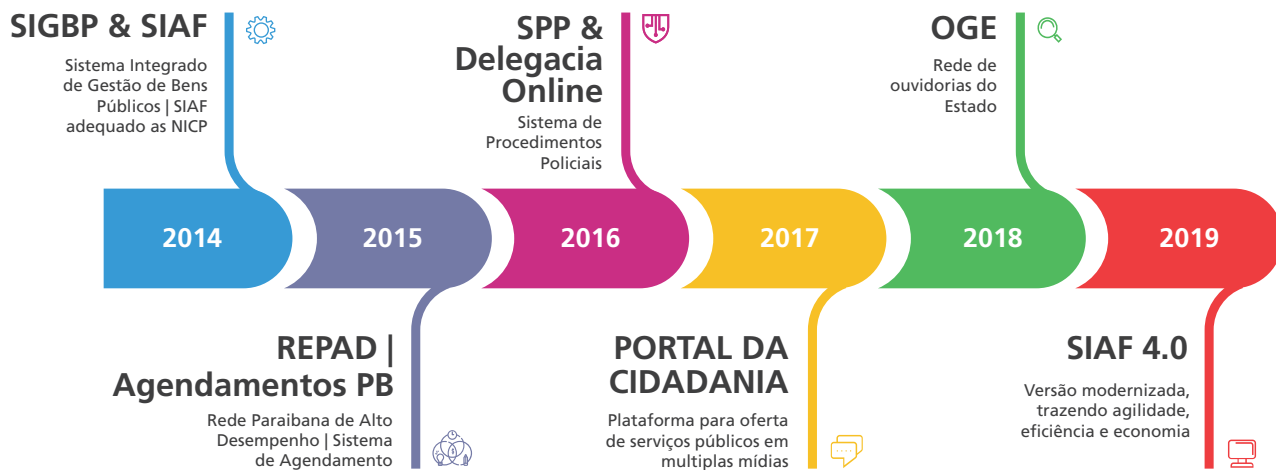 SIGBP & SIAF
Sistema Integrado
de Gestão de Bens
Públicos | SIAF
adequado as NICP
SPP &
Delegacia
Online
Sistema de
Procedimentos
Policiais
OGE
Rede de
ouvidorias do
Estado
2014
2015
2016
2017
2018
2019
REPAD |
Agendamentos PB
Rede Paraibana de Alto
Desempenho | Sistema
de Agendamento
PORTAL DA
CIDADANIA
Plataforma para oferta
de serviços públicos em
multiplas mídias
SIAF 4.0
Versão modernizada,
trazendo agilidade,
eficiência e economia